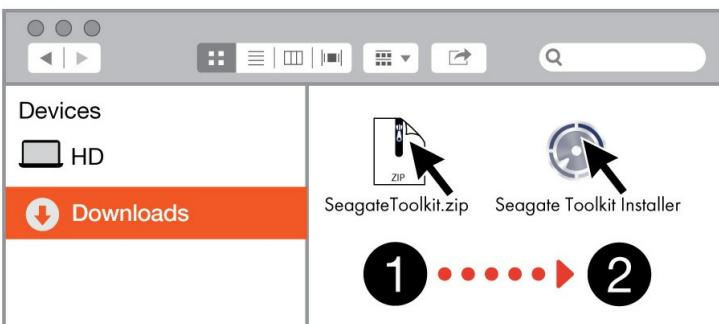 Devices
HD
Downloads
ZIP
SeagateToolkit.zip
Seagate Toolkit Installer
1
2